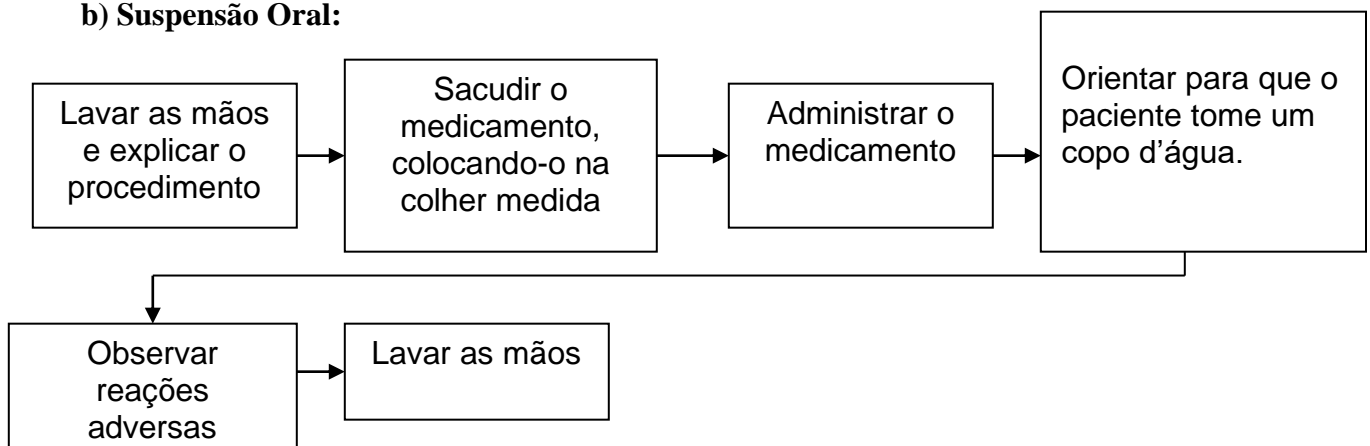 b) Suspensão Oral:
Lavar as mãos
e explicar o
procedimento
Sacudir o
medicamento,
colocando-o na
colher medida
Administrar o
medicamento
Orientar para que o
paciente tome um
copo d’água.
Observar
reações
adversas
Lavar as mãos